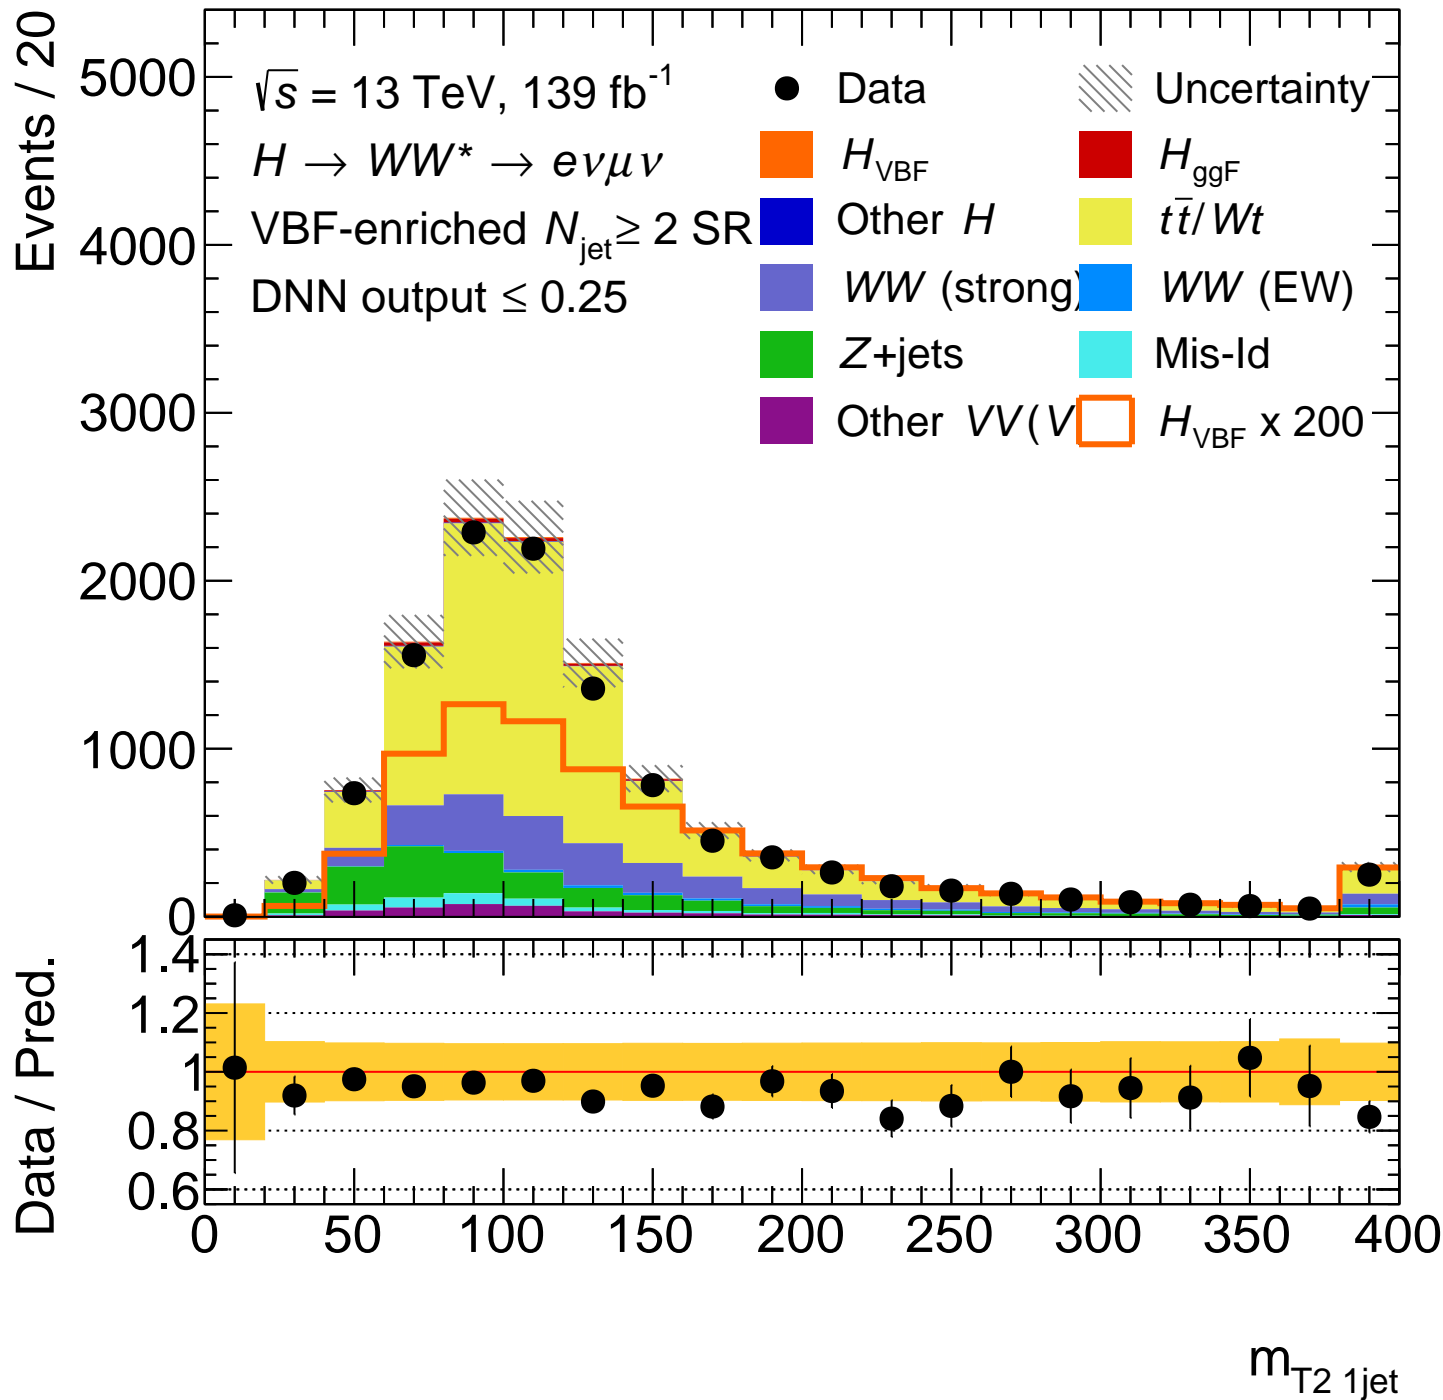 Events / 20
5000
4000
3000
2000
1000
0
√s = 13 TeV, 139 fb⁻¹
H → WW* → eνμν
VBF-enriched N_jet ≥ 2 SR
DNN output ≤ 0.25
Data
Uncertainty
H_VBF
H_ggF
Other H
tt̄/Wt
WW (strong)
WW (EW)
Z+jets
Mis-Id
Other VV(V
H_VBF x 200
Data / Pred.
1.4
1.2
1
0.8
0.6
0 50 100 150 200 250 300 350 400
m_T2 1jet